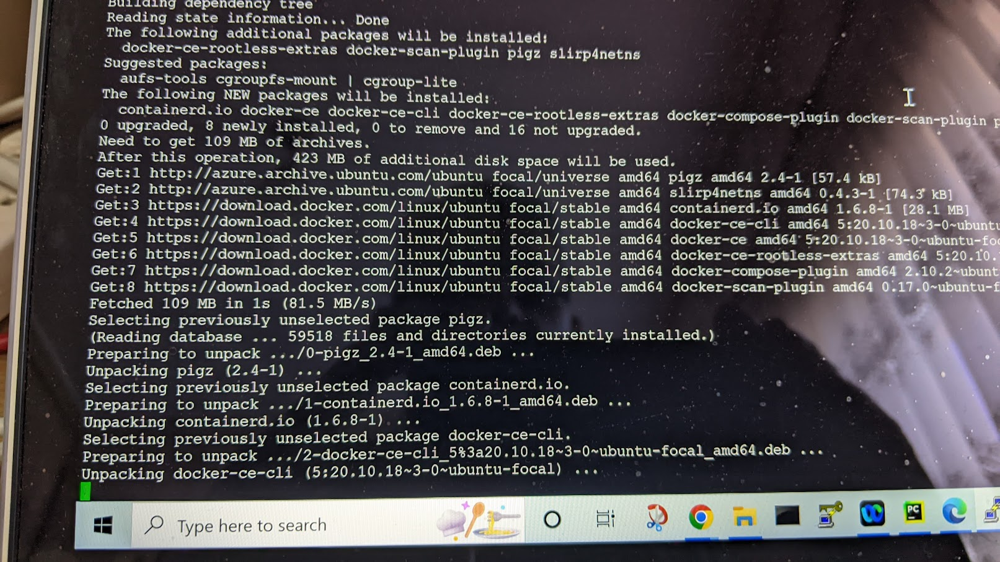 Building dependency tree
Reading state information... Done
The following additional packages will be installed:
docker-ce-rootless-extras docker-scan-plugin pigz slirp4netns
Suggested packages:
aufs-tools cgroupfs-mount | cgroup-lite
The following NEW packages will be installed:
containerd.io docker-ce docker-ce-cli docker-ce-rootless-extras docker-compose-plugin docker-scan-plugin p
0 upgraded, 8 newly installed, 0 to remove and 16 not upgraded.
Need to get 109 MB of archives.
After this operation, 423 MB of additional disk space will be used.
Get:1 http://azure.archive.ubuntu.com/ubuntu focal/universe amd64 pigz amd64 2.4-1 [57.4 kB]
Get:2 http://azure.archive.ubuntu.com/ubuntu focal/universe amd64 slirp4netns amd64 0.4.3-1 [74.3 kB]
Get:3 https://download.docker.com/linux/ubuntu focal/stable amd64 containerd.io amd64 1.6.8-1 [28.1 MB]
Get:4 https://download.docker.com/linux/ubuntu focal/stable amd64 docker-ce-cli amd64 5:20.10.18~3-0~ubuntu
Get:5 https://download.docker.com/linux/ubuntu focal/stable amd64 docker-ce amd64 5:20.10.18~3-0~ubuntu-foc
Get:6 https://download.docker.com/linux/ubuntu focal/stable amd64 docker-ce-rootless-extras amd64 5:20.10.
Get:7 https://download.docker.com/linux/ubuntu focal/stable amd64 docker-compose-plugin amd64 2.10.2~ubunt
Get:8 https://download.docker.com/linux/ubuntu focal/stable amd64 docker-scan-plugin amd64 0.17.0~ubuntu-f
Fetched 109 MB in 1s (81.5 MB/s)
Selecting previously unselected package pigz.
(Reading database ... 59518 files and directories currently installed.)
Preparing to unpack .../0-pigz_2.4-1_amd64.deb ...
Unpacking pigz (2.4-1) ...
Selecting previously unselected package containerd.io.
Preparing to unpack .../1-containerd.io_1.6.8-1_amd64.deb ...
Unpacking containerd.io (1.6.8-1) ...
Selecting previously unselected package docker-ce-cli.
Preparing to unpack .../2-docker-ce-cli_5%3a20.10.18~3-0~ubuntu-focal_amd64.deb ...
Unpacking docker-ce-cli (5:20.10.18~3-0~ubuntu-focal) ...
Type here to search
PC